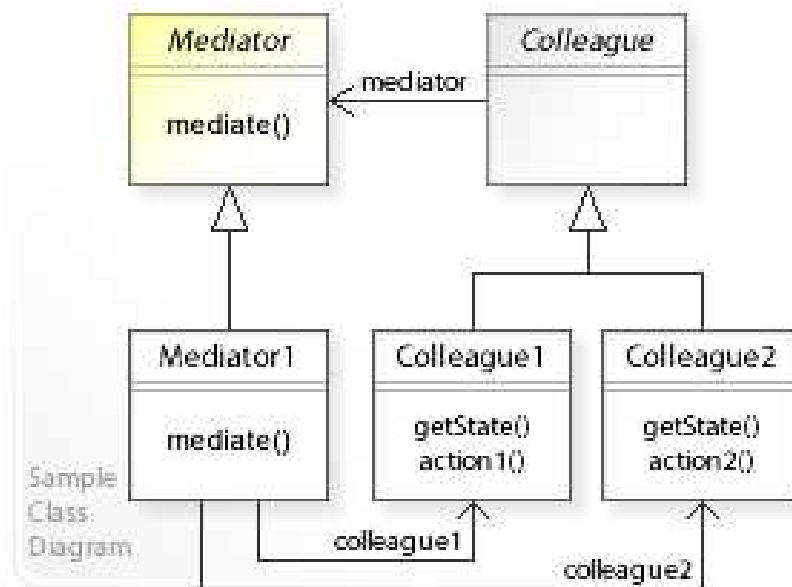 Mediator
Colleague
mediator
mediate()
Mediator1
Colleague1
Colleague2
mediate()
getState()
action1()
getState()
action2()
Sample
Class
Diagram
colleague1
colleague2